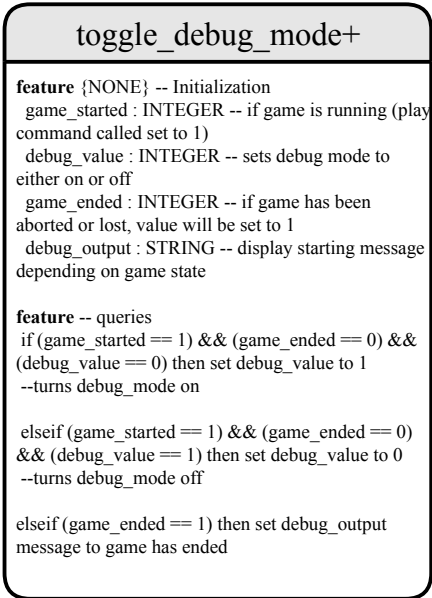 toggle_debug_mode+
feature {NONE} -- Initialization
game_started : INTEGER -- if game is running (play
command called set to 1)
debug_value : INTEGER -- sets debug mode to
either on or off
game_ended : INTEGER -- if game has been
aborted or lost, value will be set to 1
debug_output : STRING -- display starting message
depending on game state
feature -- queries
if (game_started == 1) && (game_ended == 0) &&
(debug_value == 0) then set debug_value to 1
--turns debug_mode on
elseif (game_started == 1) && (game_ended == 0)
&& (debug_value == 1) then set debug_value to 0
--turns debug_mode off
elseif (game_ended == 1) then set debug_output
message to game has ended